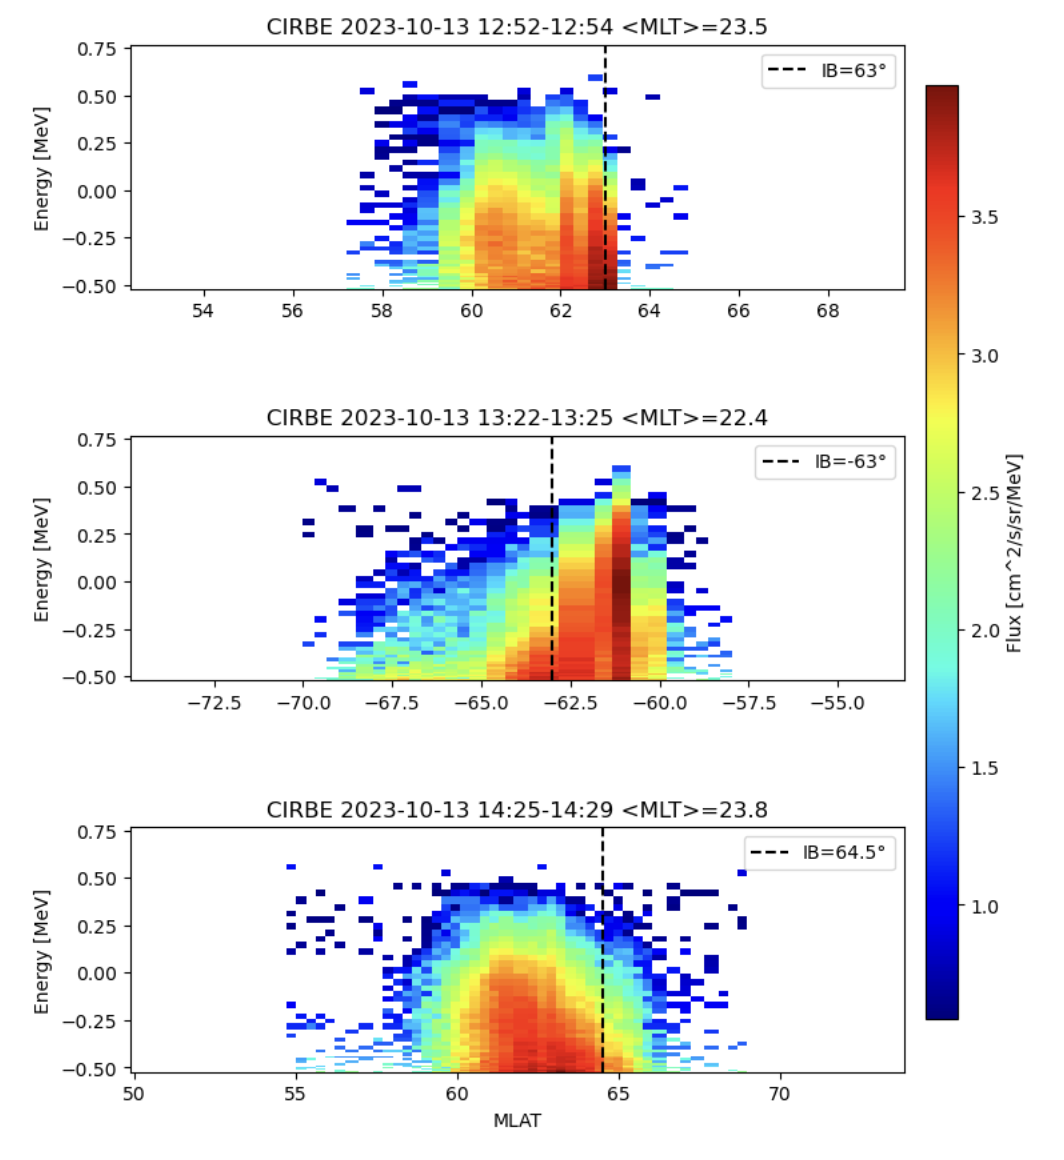 CIRBE 2023-10-13 12:52-12:54 <MLT>=23.5
0.75
0.50
0.25
0.00
−0.25
−0.50
Energy [MeV]
IB=63°
54 56 58 60 62 64 66 68
CIRBE 2023-10-13 13:22-13:25 <MLT>=22.4
0.75
0.50
0.25
0.00
−0.25
−0.50
Energy [MeV]
IB=-63°
−72.5 −70.0 −67.5 −65.0 −62.5 −60.0 −57.5 −55.0
CIRBE 2023-10-13 14:25-14:29 <MLT>=23.8
0.75
0.50
0.25
0.00
−0.25
−0.50
Energy [MeV]
IB=64.5°
50 55 60 65 70
MLAT
3.5
3.0
2.5
2.0
1.5
1.0
Flux [cm^2/s/sr/MeV]